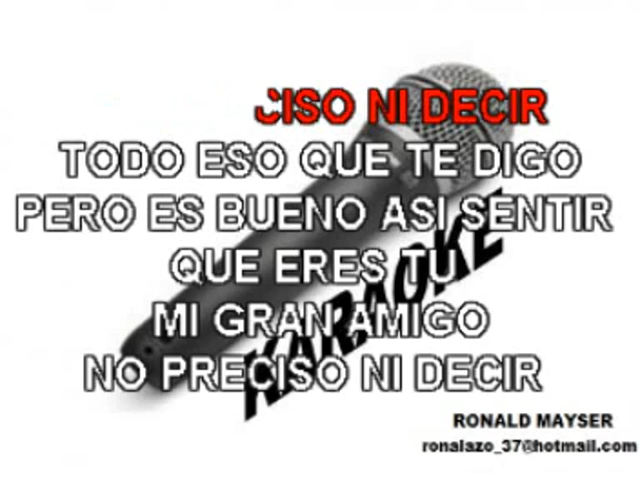 CISO NI DECIR
TODO ESO QUE TE DIGO
PERO ES BUENO ASI SENTIR
QUE ERES TU
MI GRAN AMIGO
NO PRECISO NI DECIR
KARAOKE
RONALD MAYSER
ronalazo_37@hotmail.com